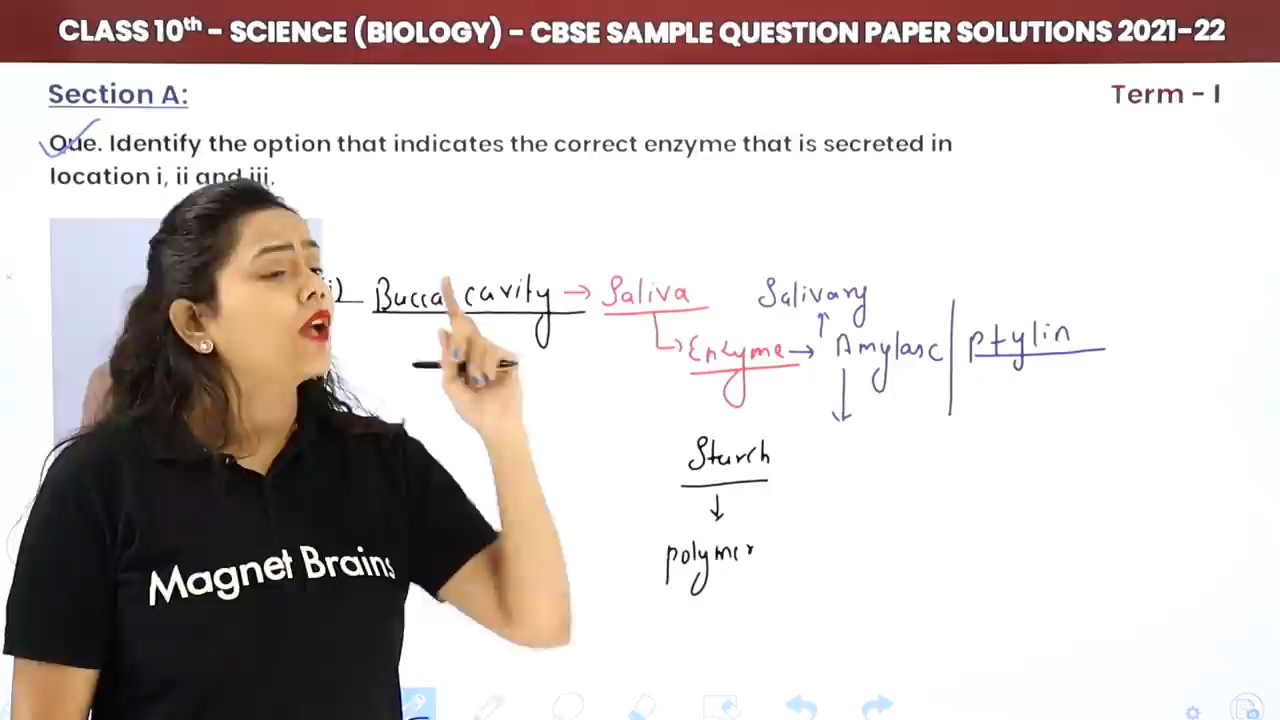 CLASS 10th – SCIENCE (BIOLOGY) – CBSE SAMPLE QUESTION PAPER SOLUTIONS 2021-22
Section A:
Term - I
Que. Identify the option that indicates the correct enzyme that is secreted in
location i, ii and iii.
Bucca cavity → Saliva
Salivary
Enzyme → Amylase | Ptylin
Starch
polymer
Magnet Brains